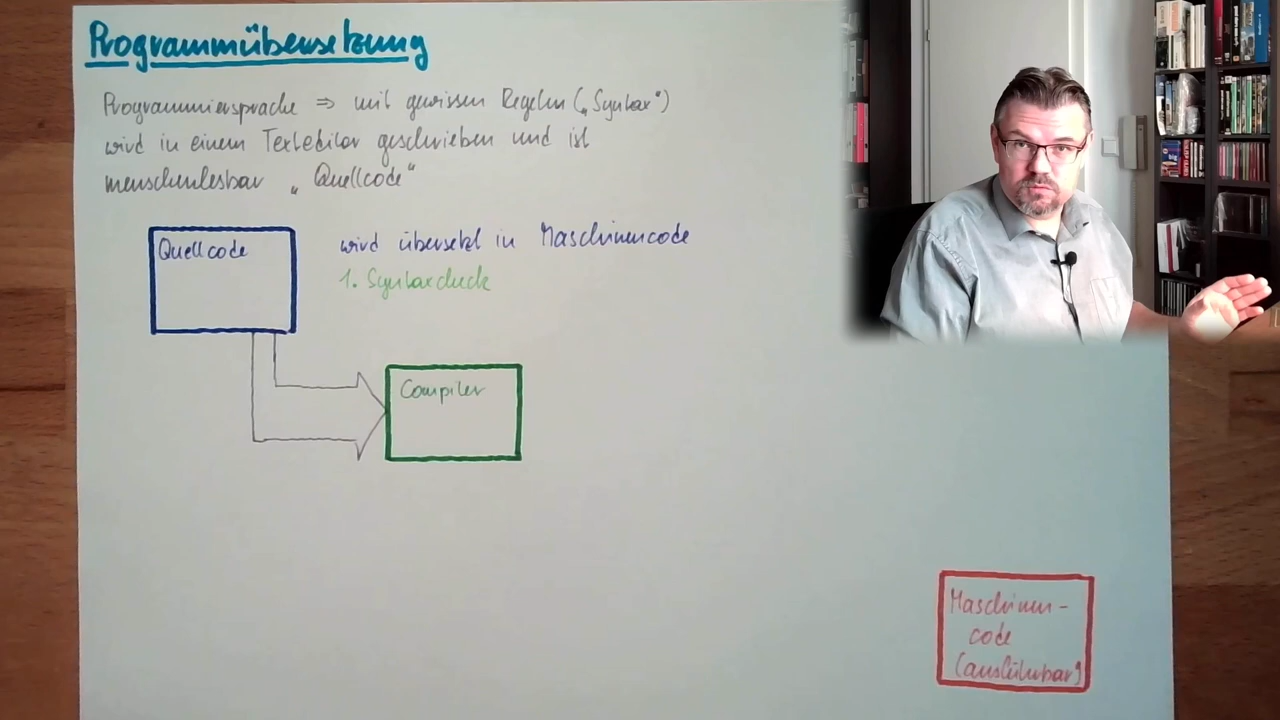 Programmübersetzung
Programmiersprache ⇒ mit gewissen Regeln („Syntax“)
wird in einem Texteditor geschrieben und ist
menschenlesbar „Quellcode“
Quellcode
wird übersetzt in Maschinencode
1. Syntaxcheck
Compiler
Maschinen-
code
(ausführbar)